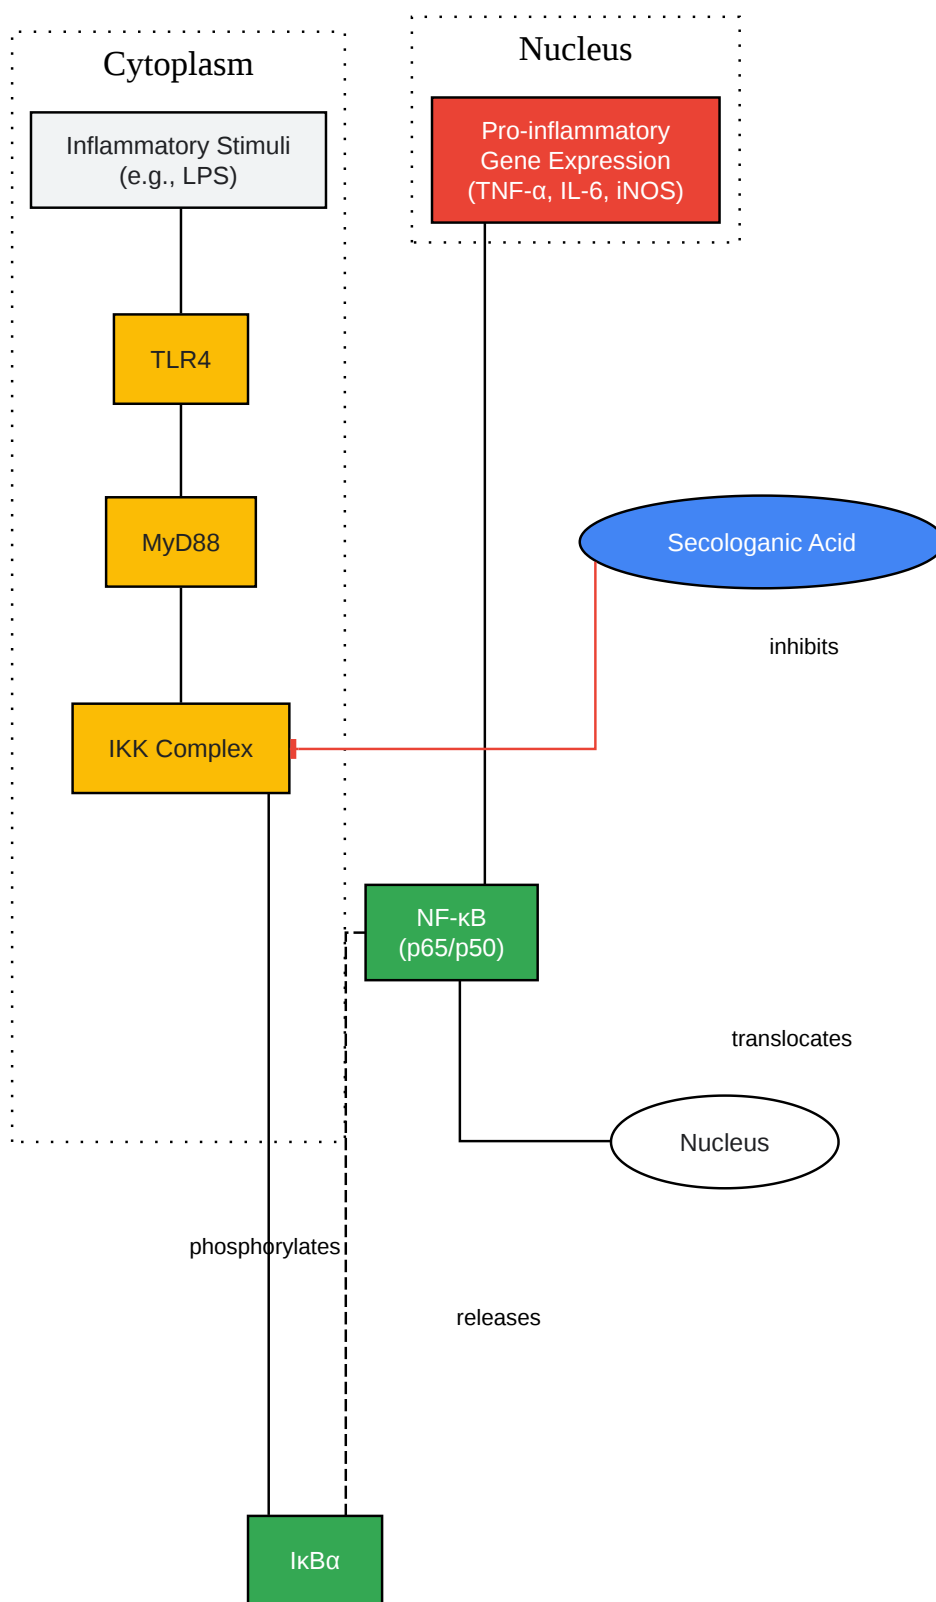 Cytoplasm
Nucleus
Inflammatory Stimuli
(e.g., LPS)
Pro-inflammatory
Gene Expression
(TNF-α, IL-6, iNOS)
TLR4
MyD88
Secologanic Acid
inhibits
IKK Complex
NF-κB
(p65/p50)
translocates
Nucleus
phosphorylates
releases
IκBα